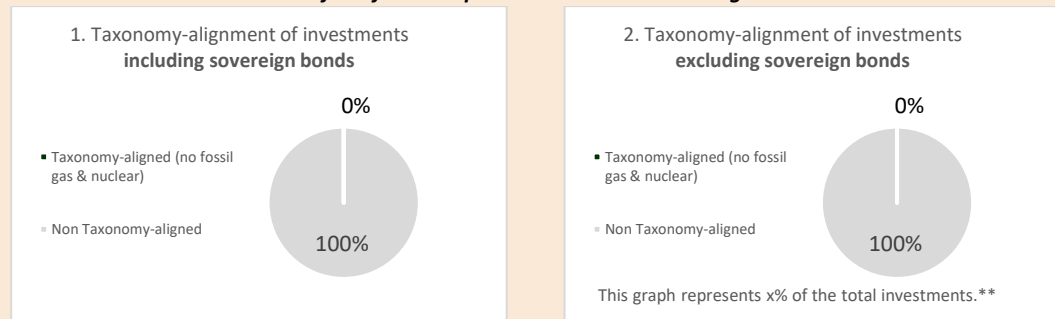 1. Taxonomy-alignment of investments
including sovereign bonds
0%
Taxonomy-aligned (no fossil
gas & nuclear)
Non Taxonomy-aligned
100%
2. Taxonomy-alignment of investments
excluding sovereign bonds
0%
Taxonomy-aligned (no fossil
gas & nuclear)
Non Taxonomy-aligned
100%
This graph represents x% of the total investments.**